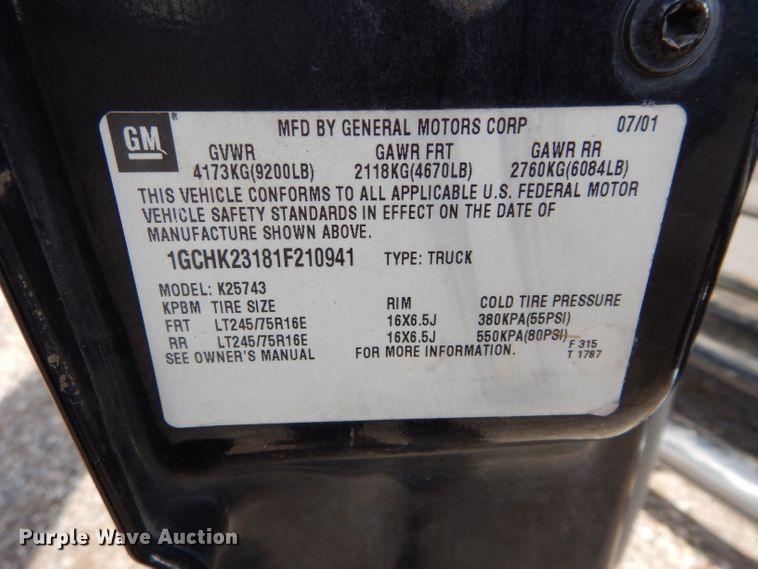 GM ® MFD BY GENERAL MOTORS CORP 07/01
GVWR GAWR FRT GAWR RR
4173KG(9200LB) 2118KG(4670LB) 2760KG(6084LB)
THIS VEHICLE CONFORMS TO ALL APPLICABLE U.S. FEDERAL MOTOR
VEHICLE SAFETY STANDARDS IN EFFECT ON THE DATE OF
MANUFACTURE SHOWN ABOVE.
1GCHK23181F210941 TYPE: TRUCK
MODEL: K25743
KPBM TIRE SIZE RIM COLD TIRE PRESSURE
FRT LT245/75R16E 16X6.5J 380KPA(55PSI)
RR LT245/75R16E 16X6.5J 550KPA(80PSI) F 315
SEE OWNER'S MANUAL FOR MORE INFORMATION. T 1787
Purple Wave Auction